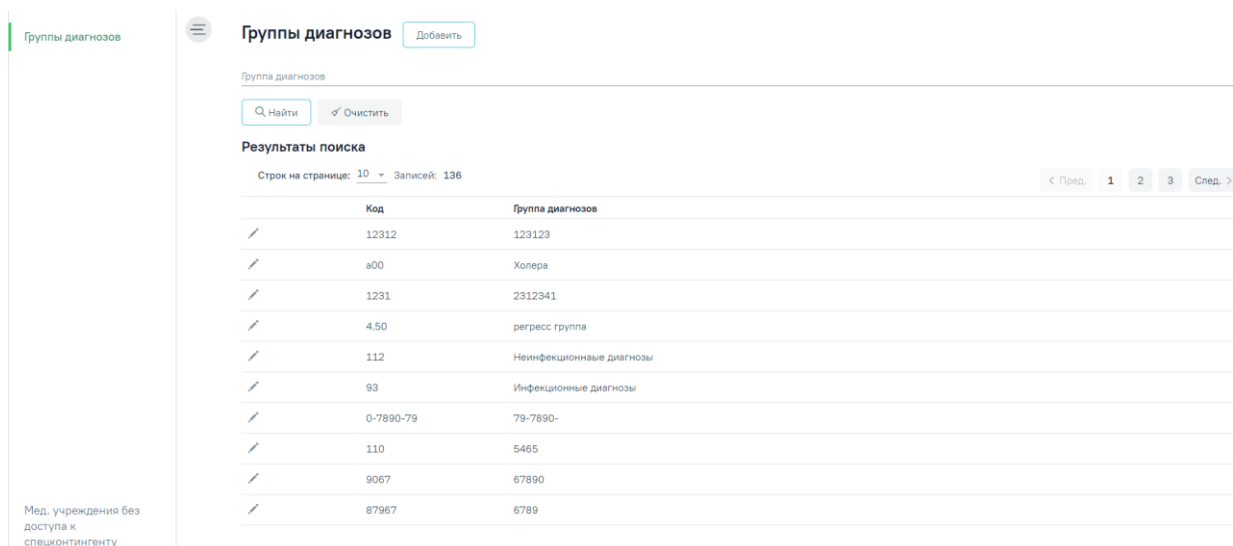 Группы диагнозов
Группы диагнозов Добавить
Группа диагнозов
Найти Очистить
Результаты поиска
Строк на странице: 10 Записей: 136 < Пред. 1 2 3 След. >
Код Группа диагнозов
12312 123123
a00 Холера
1231 2312341
4.50 регресс группа
112 Неинфекционнаые диагнозы
93 Инфекционные диагнозы
0-7890-79 79-7890-
110 5465
9067 67890
87967 6789
Мед. учреждения без
доступа к
спецконтингенту